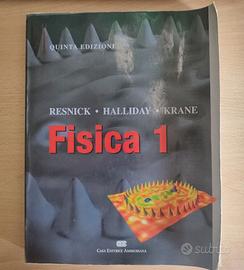 QUINTA EDIZIONE
RESNICK • HALLIDAY • KRANE
Fisica 1
CASA EDITRICE AMBROSIANA
subito